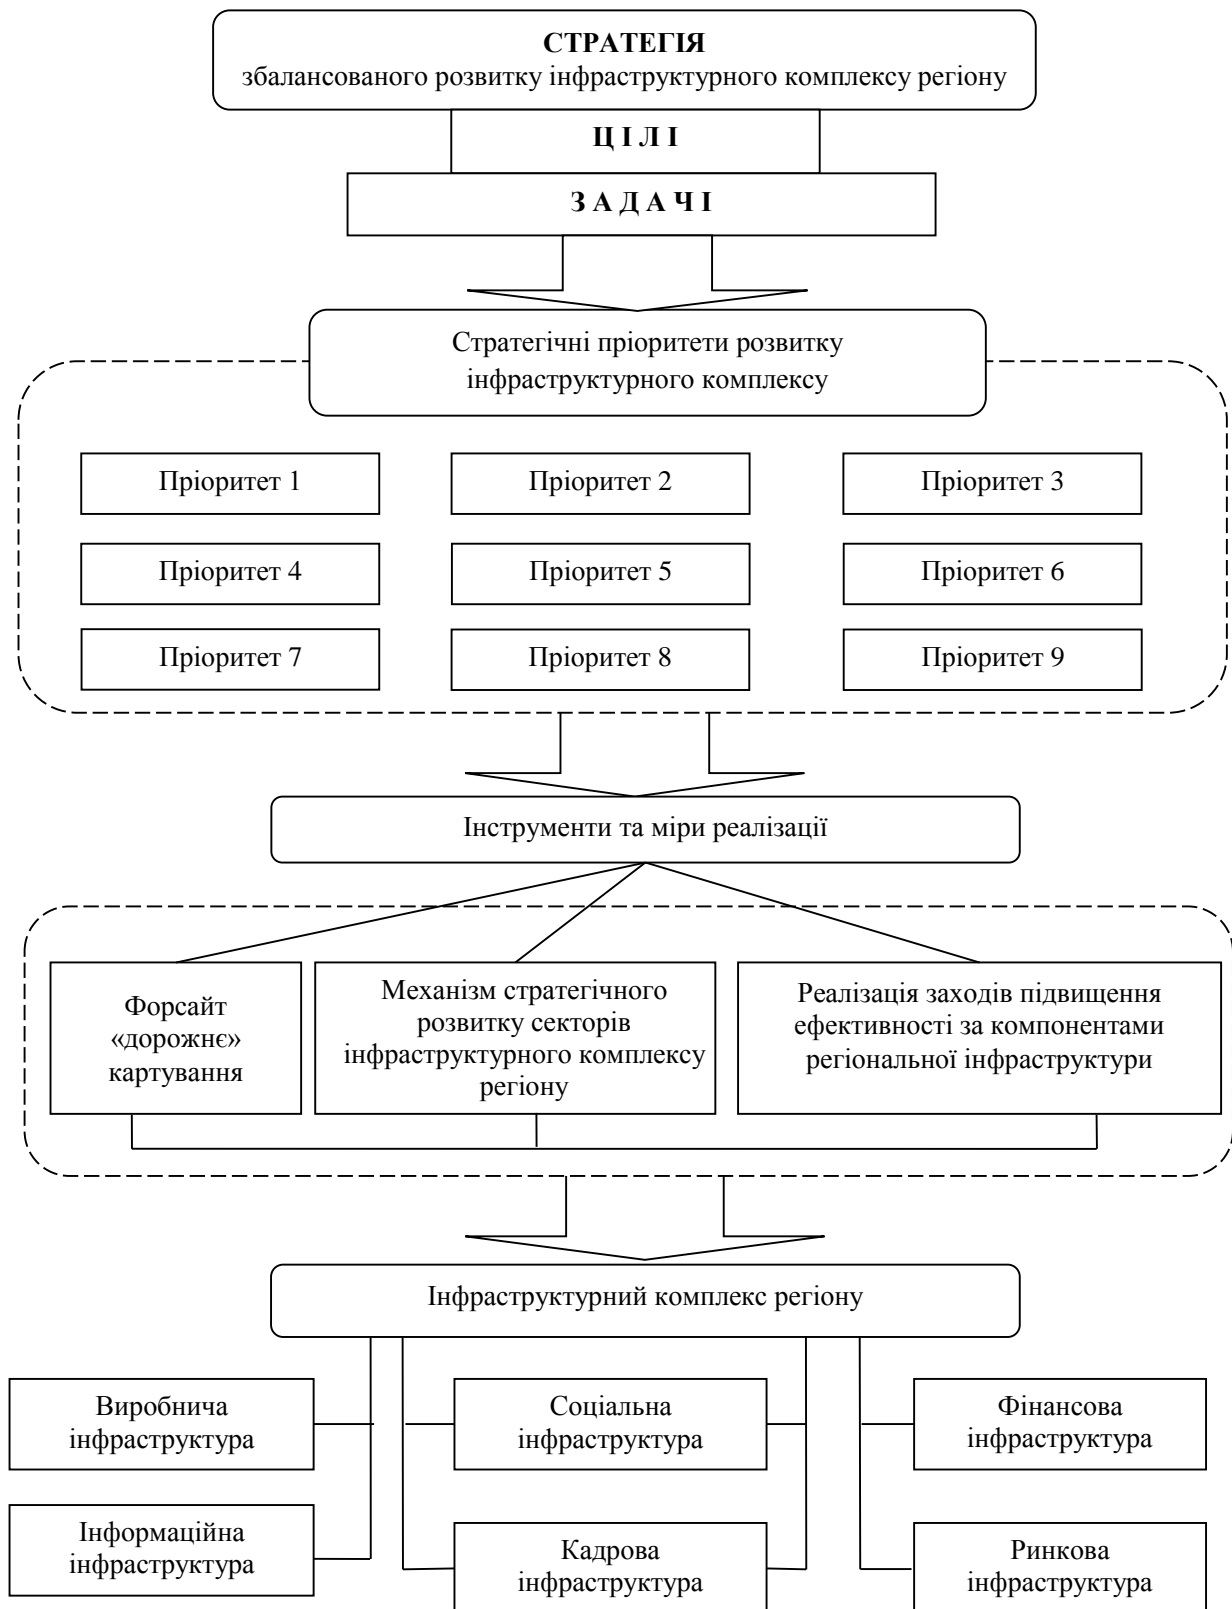 СТРАТЕГІЯ
збалансованого розвитку інфраструктурного комплексу регіону
Ц І Л І
З А Д А Ч І
Стратегічні пріоритети розвитку
інфраструктурного комплексу
Пріоритет 1
Пріоритет 2
Пріоритет 3
Пріоритет 4
Пріоритет 5
Пріоритет 6
Пріоритет 7
Пріоритет 8
Пріоритет 9
Інструменти та міри реалізації
Форсайт
«дорожнє»
картування
Механізм стратегічного
розвитку секторів
інфраструктурного комплексу
регіону
Реалізація заходів підвищення
ефективності за компонентами
регіональної інфраструктури
Інфраструктурний комплекс регіону
Виробнича
інфраструктура
Соціальна
інфраструктура
Фінансова
інфраструктура
Інформаційна
інфраструктура
Кадрова
інфраструктура
Ринкова
інфраструктура